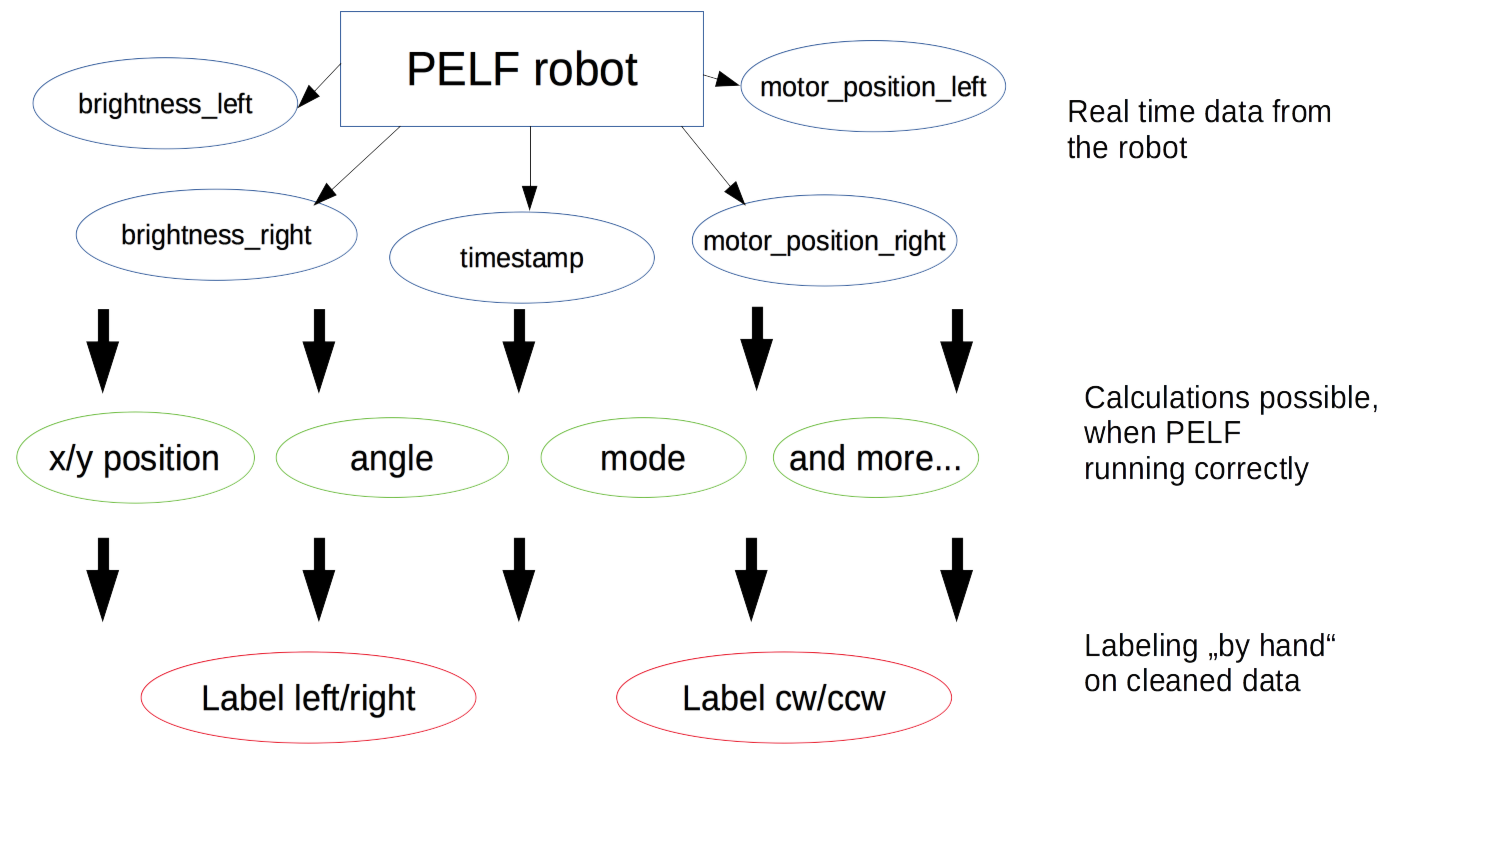 PELF robot
brightness_left
motor_position_left
Real time data from
the robot
brightness_right
timestamp
motor_position_right
Calculations possible,
when PELF
running correctly
x/y position
angle
mode
and more...
Labeling „by hand“
on cleaned data
Label left/right
Label cw/ccw